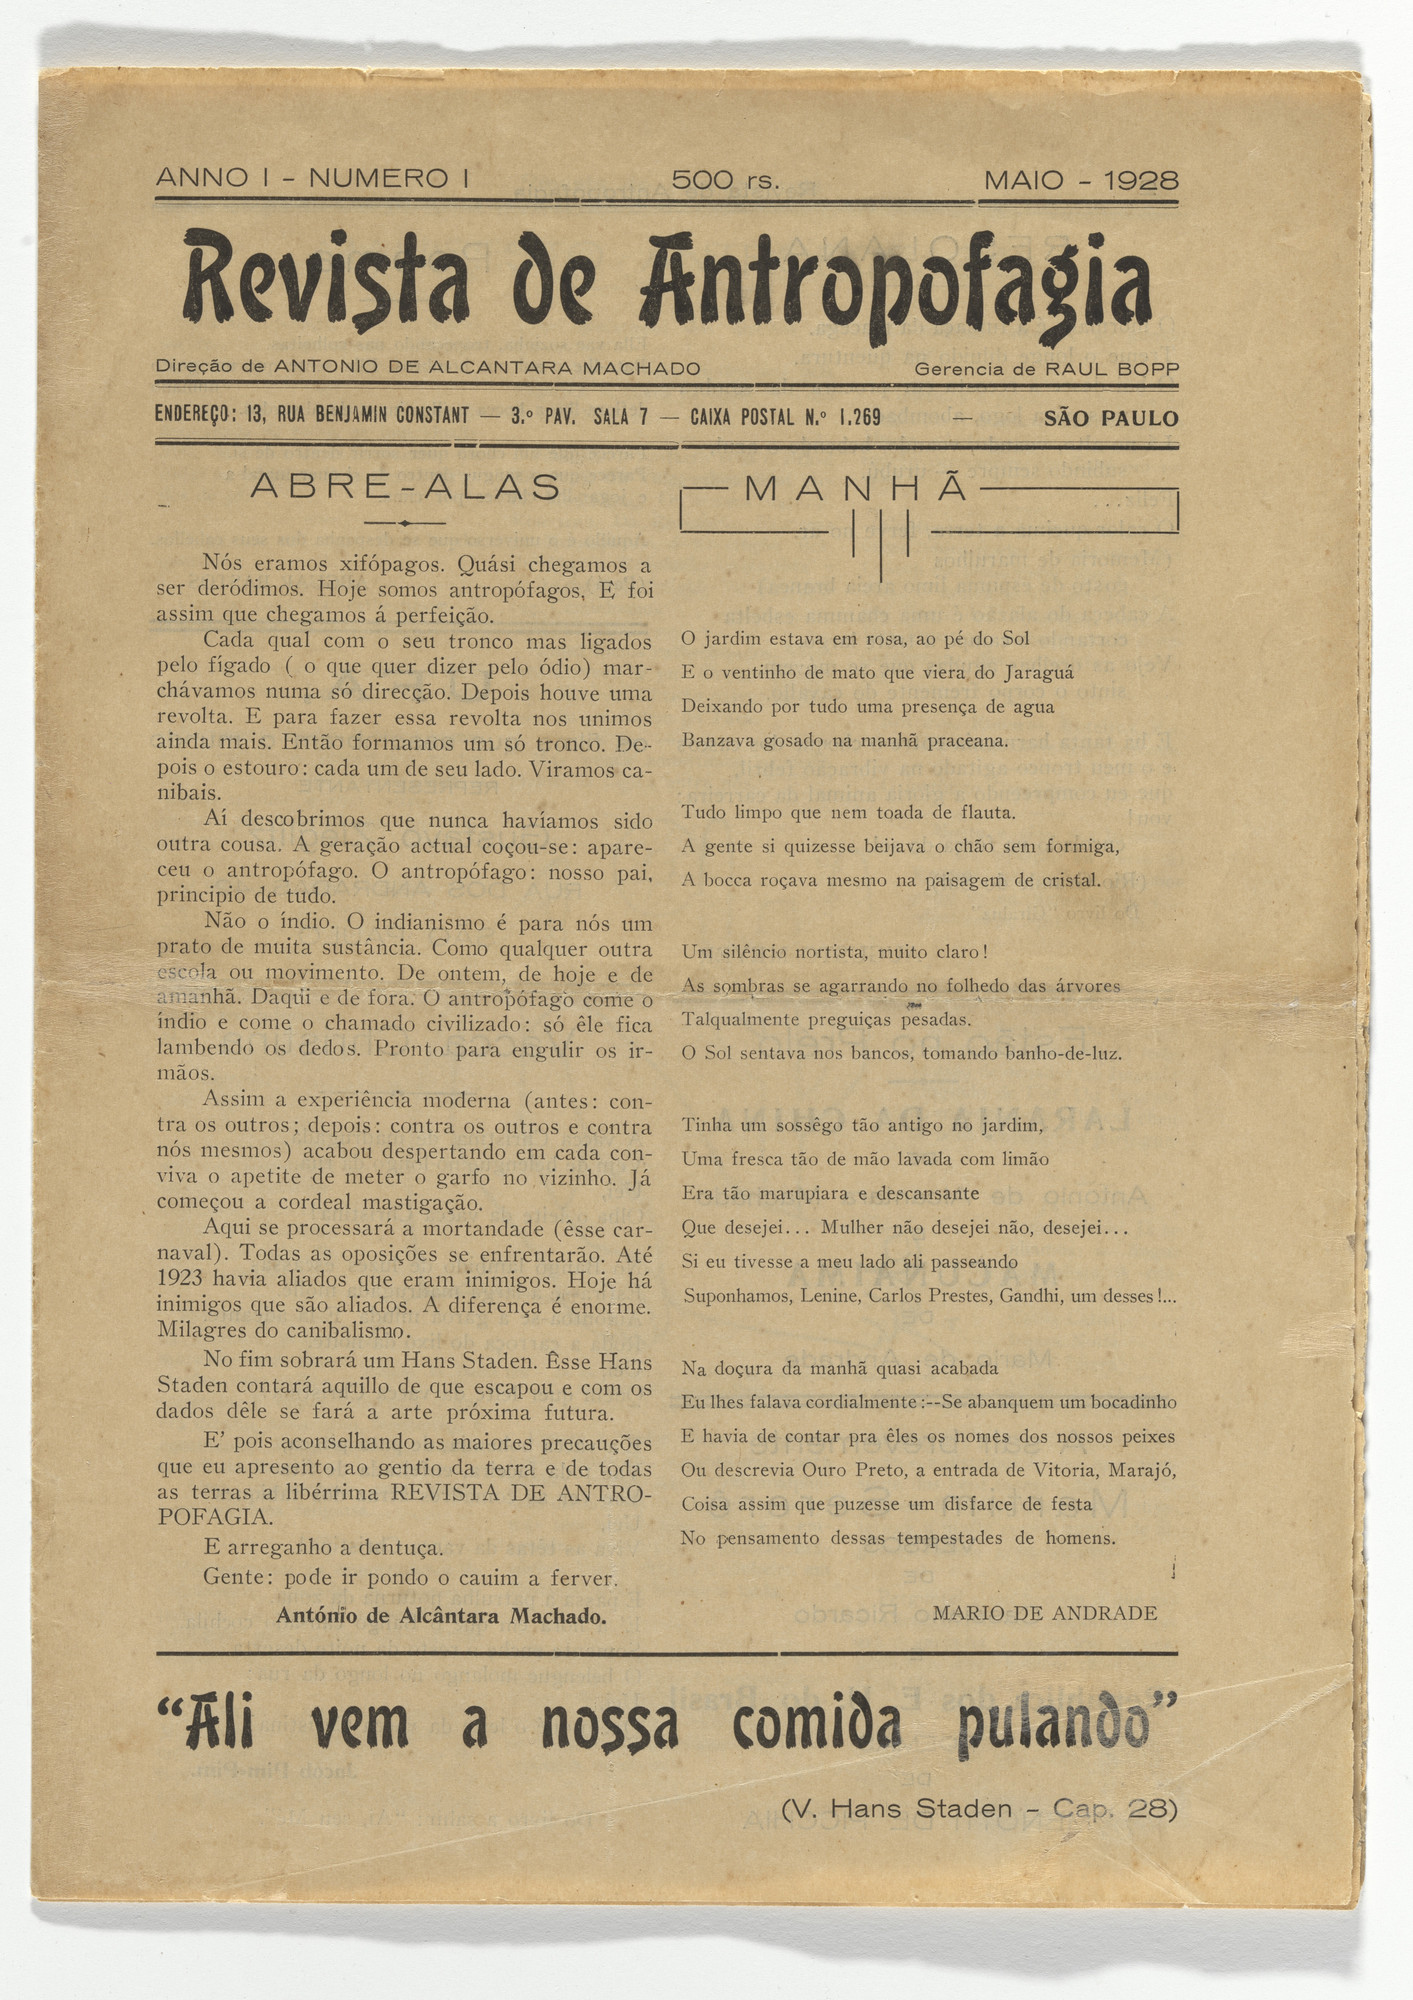 ANNO I - NUMERO I 500 rs. MAIO - 1928
Revista de Antropofagia
Direção de ANTONIO DE ALCANTARA MACHADO Gerencia de RAUL BOPP
ENDEREÇO: 13, RUA BENJAMIN CONSTANT — 3.º PAV. SALA 7 — CAIXA POSTAL N.º 1.269 — SÃO PAULO
ABRE-ALAS
Nós eramos xifópagos. Quási chegamos a
ser deródimos. Hoje somos antropófagos. E foi
assim que chegamos á perfeição.
Cada qual com o seu tronco mas ligados
pelo fígado ( o que quer dizer pelo ódio) mar-
chávamos numa só direcção. Depois houve uma
revolta. E para fazer essa revolta nos unimos
ainda mais. Então formamos um só tronco. De-
pois o estouro: cada um de seu lado. Viramos ca-
nibais.
Aí descobrimos que nunca havíamos sido
outra cousa. A geração actual coçou-se: apare-
ceu o antropófago. O antropófago: nosso pai,
principio de tudo.
Não o índio. O indianismo é para nós um
prato de muita sustância. Como qualquer outra
escola ou movimento. De ontem, de hoje e de
amanhã. Daqui e de fora. O antropófago come o
índio e come o chamado civilizado: só êle fica
lambendo os dedos. Pronto para engulir os ir-
mãos.
Assim a experiência moderna (antes: con-
tra os outros; depois: contra os outros e contra
nós mesmos) acabou despertando em cada con-
viva o apetite de meter o garfo no vizinho. Já
começou a cordeal mastigação.
Aqui se processará a mortandade (êsse car-
naval). Todas as oposições se enfrentarão. Até
1923 havia aliados que eram inimigos. Hoje há
inimigos que são aliados. A diferença é enorme.
Milagres do canibalismo.
No fim sobrará um Hans Staden. Êsse Hans
Staden contará aquillo de que escapou e com os
dados dêle se fará a arte próxima futura.
E' pois aconselhando as maiores precauções
que eu apresento ao gentio da terra e de todas
as terras a libérrima REVISTA DE ANTRO-
POFAGIA.
E arreganho a dentuça.
Gente: pode ir pondo o cauim a ferver.
António de Alcântara Machado.
MANHÃ
O jardim estava em rosa, ao pé do Sol
E o ventinho de mato que viera do Jaraguá
Deixando por tudo uma presença de agua
Banzava gosado na manhã praceana.
Tudo limpo que nem toada de flauta.
A gente si quizesse beijava o chão sem formiga,
A bocca roçava mesmo na paisagem de cristal.
Um silêncio nortista, muito claro!
As sombras se agarrando no folhedo das árvores
Talqualmente preguiças pesadas.
O Sol sentava nos bancos, tomando banho-de-luz.
Tinha um sossêgo tão antigo no jardim,
Uma fresca tão de mão lavada com limão
Era tão marupiara e descansante
Que desejei... Mulher não desejei não, desejei...
Si eu tivesse a meu lado ali passeando
Suponhamos, Lenine, Carlos Prestes, Gandhi, um desses!...
Na doçura da manhã quasi acabada
Eu lhes falava cordialmente:--Se abanquem um bocadinho
E havia de contar pra êles os nomes dos nossos peixes
Ou descrevia Ouro Preto, a entrada de Vitoria, Marajó,
Coisa assim que puzesse um disfarce de festa
No pensamento dessas tempestades de homens.
MARIO DE ANDRADE
“Ali vem a nossa comida pulando”
(V. Hans Staden - Cap. 28)